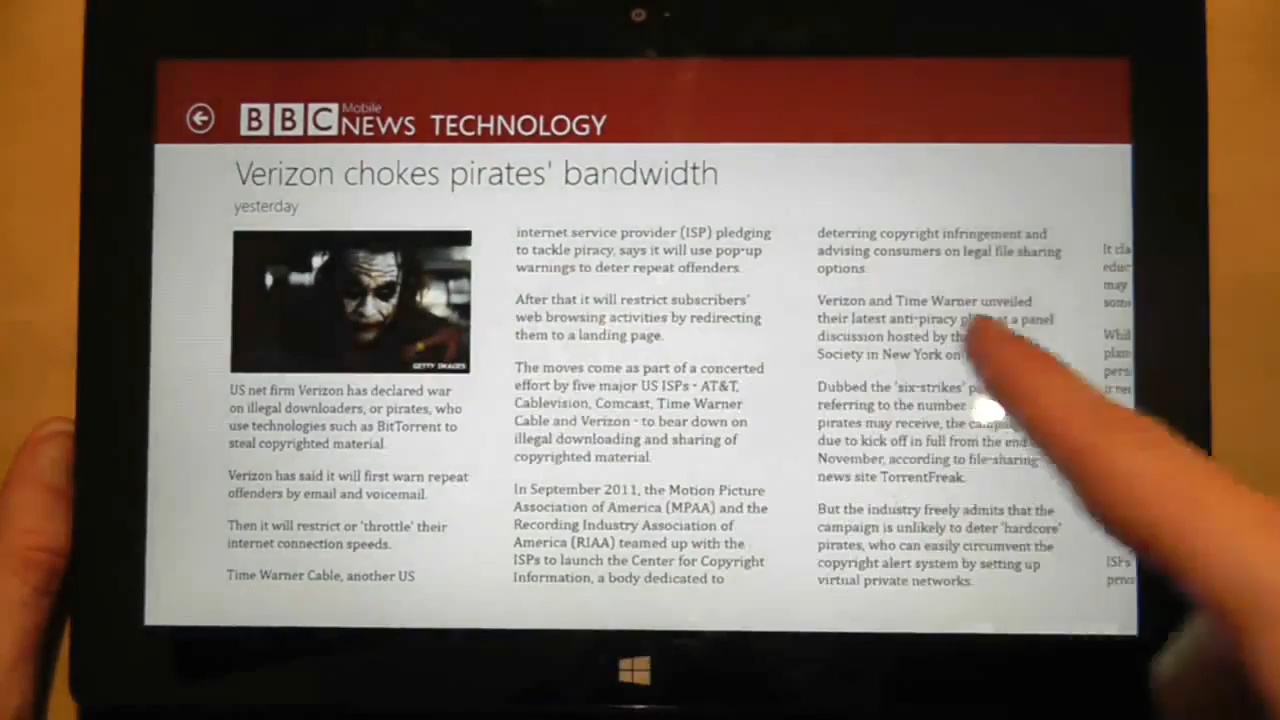 BBC Mobile NEWS TECHNOLOGY
Verizon chokes pirates' bandwidth
yesterday
GETTY IMAGES
US net firm Verizon has declared war
on illegal downloaders, or pirates, who
use technologies such as BitTorrent to
steal copyrighted material.
Verizon has said it will first warn repeat
offenders by email and voicemail.
Then it will restrict or 'throttle' their
internet connection speeds.
Time Warner Cable, another US
internet service provider (ISP) pledging
to tackle piracy, says it will use pop-up
warnings to deter repeat offenders.
After that it will restrict subscribers'
web browsing activities by redirecting
them to a landing page.
The moves come as part of a concerted
effort by five major US ISPs - AT&T,
Cablevision, Comcast, Time Warner
Cable and Verizon - to bear down on
illegal downloading and sharing of
copyrighted material.
In September 2011, the Motion Picture
Association of America (MPAA) and the
Recording Industry Association of
America (RIAA) teamed up with the
ISPs to launch the Center for Copyright
Information, a body dedicated to
deterring copyright infringement and
advising consumers on legal file sharing
options.
Verizon and Time Warner unveiled
their latest anti-piracy at a panel
discussion hosted by
Society in New York on
Dubbed the 'six-strikes'
referring to the number
pirates may receive, the
due to kick off in full from the end
November, according to file-sharing
news site TorrentFreak.
But the industry freely admits that the
campaign is unlikely to deter 'hardcore'
pirates, who can easily circumvent the
copyright alert system by setting up
virtual private networks.
It
may
ISPs